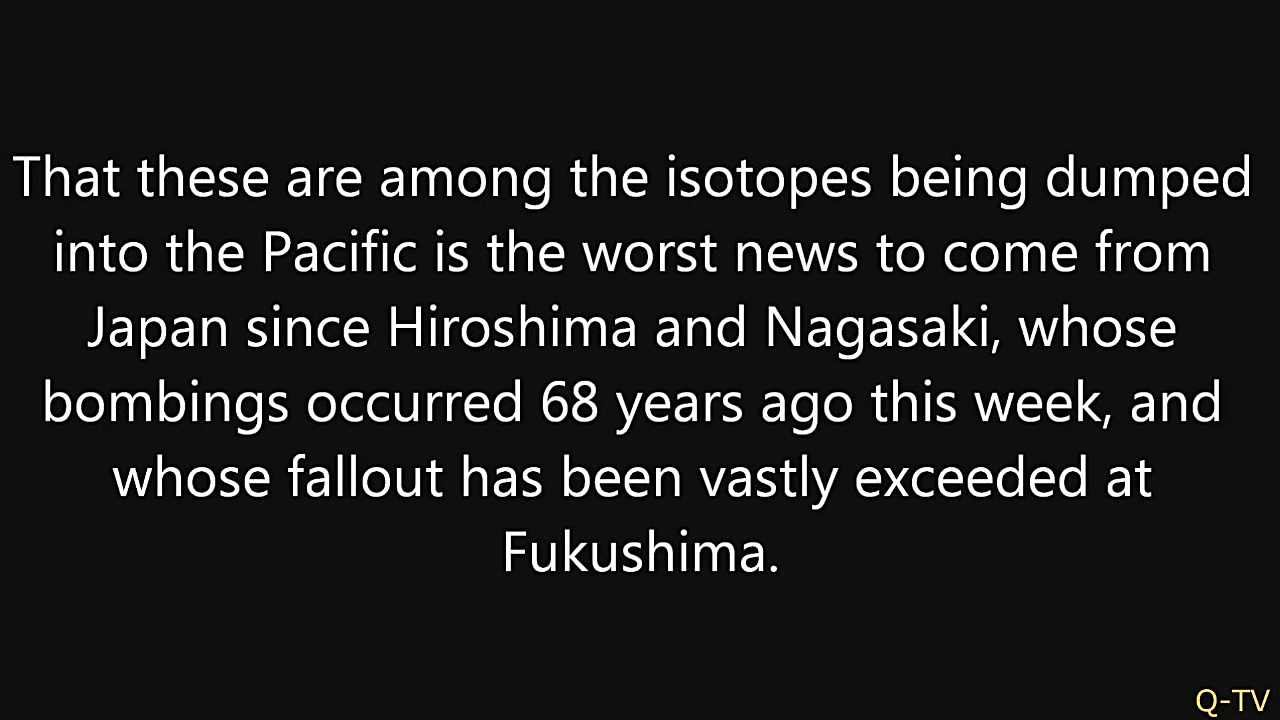 That these are among the isotopes being dumped
into the Pacific is the worst news to come from
Japan since Hiroshima and Nagasaki, whose
bombings occurred 68 years ago this week, and
whose fallout has been vastly exceeded at
Fukushima.
Q-TV